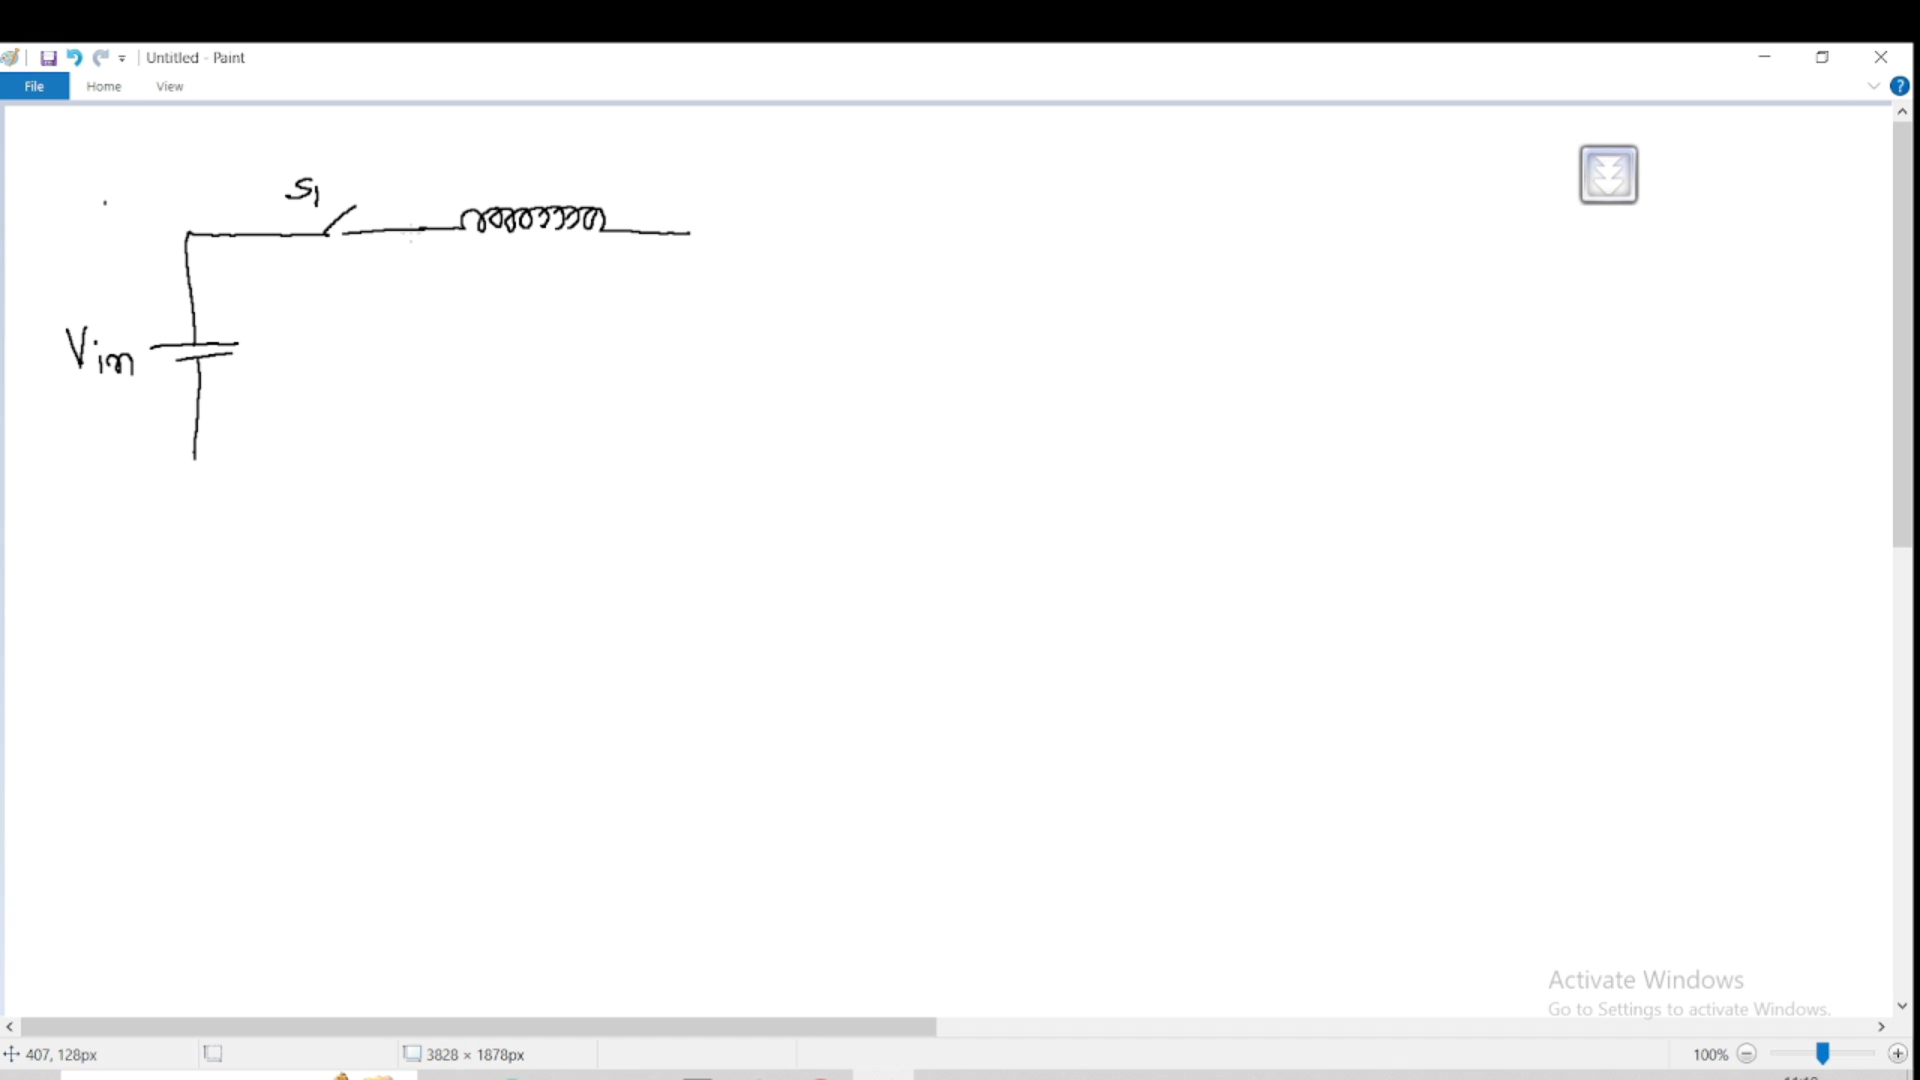 Untitled - Paint
File Home View
S1
Vin
Activate Windows
Go to Settings to activate Windows.
407, 128px
3828 × 1878px
100%